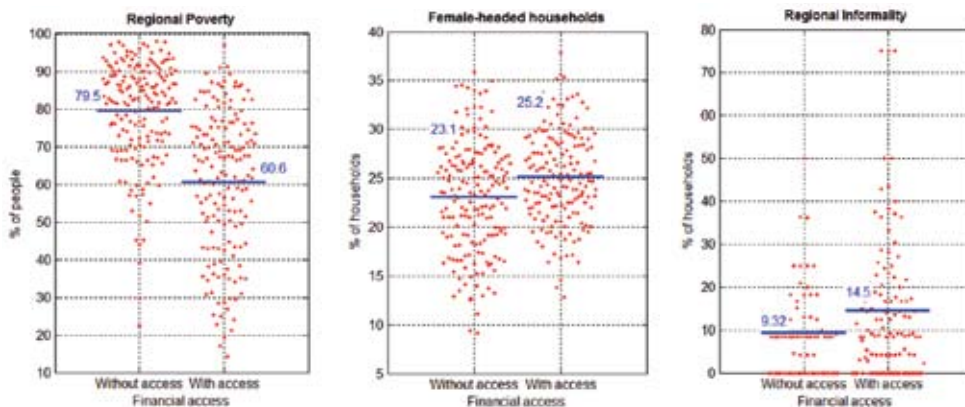 Regional Poverty
% of people
100
90
80
70
60
50
40
30
20
10
79.5
60.6
Without access With access
Financial access
Female-headed households
% of households
40
35
30
25
20
15
10
5
23.1
25.2
Without access With access
Financial access
Regional Informality
% of households
80
70
60
50
40
30
20
10
0
9.32
14.5
Without access With access
Financial access